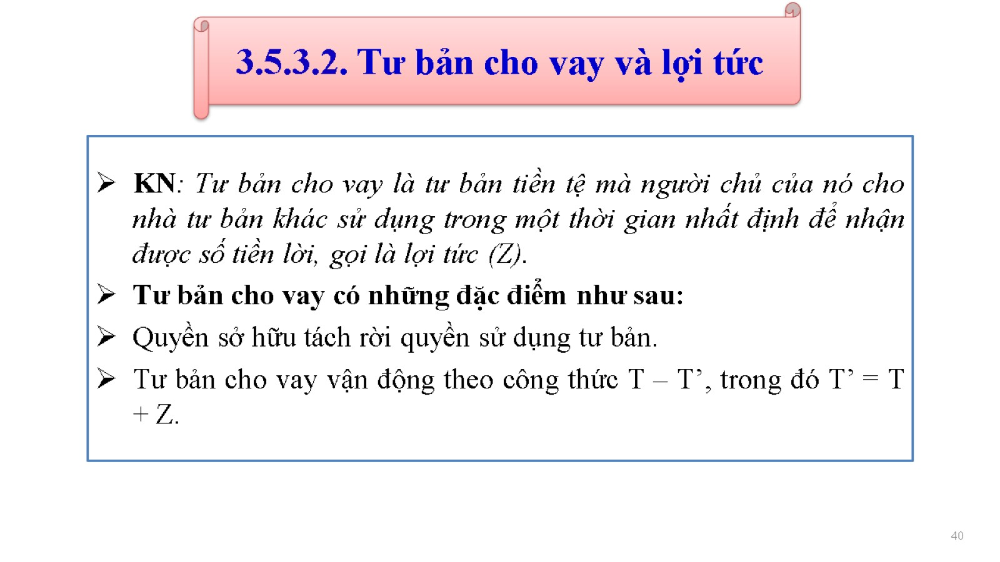 3.5.3.2. Tư bản cho vay và lợi tức
➢ KN: Tư bản cho vay là tư bản tiền tệ mà người chủ của nó cho
nhà tư bản khác sử dụng trong một thời gian nhất định để nhận
được số tiền lời, gọi là lợi tức (Z).
➢ Tư bản cho vay có những đặc điểm như sau:
➢ Quyền sở hữu tách rời quyền sử dụng tư bản.
➢ Tư bản cho vay vận động theo công thức T – T’, trong đó T’ = T
+ Z.
40